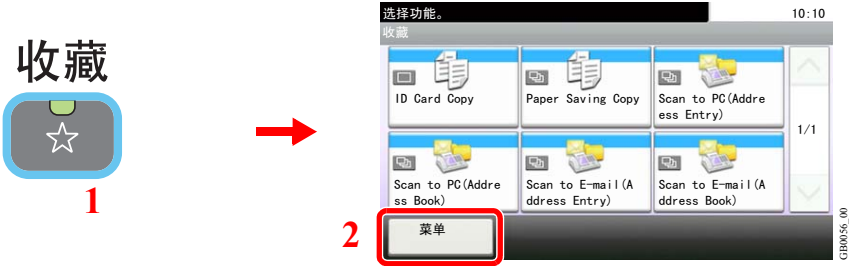 收藏
1
选择功能。
10:10
收藏
ID Card Copy
Paper Saving Copy
Scan to PC(Addre
ess Entry)
1/1
Scan to PC(Addre
ss Book)
Scan to E-mail(A
ddress Entry)
Scan to E-mail(A
ddress Book)
2
菜单
GB0056_00